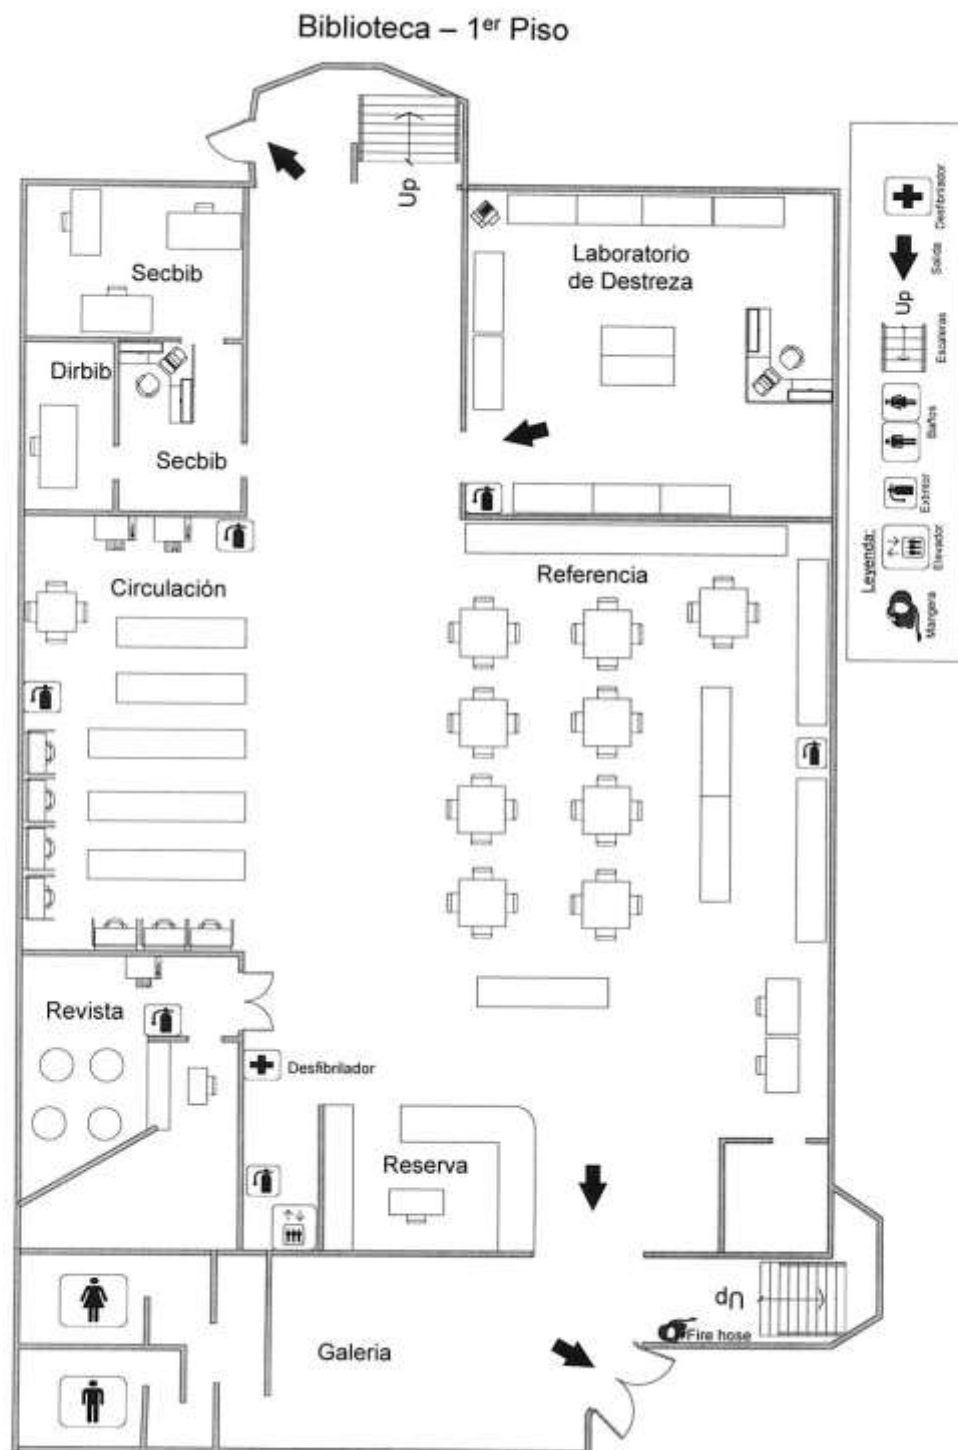 Biblioteca – 1er Piso
Up
Secbib
Laboratorio
de Destreza
Dirbib
Secbib
Circulación
Referencia
Revista
Desfibrilador
Reserva
Up
Fire hose
Galeria
Leyenda:
Mangera
Elevador
Extintor
Baños
Escaleras
Up
Salida
Desfibrilador